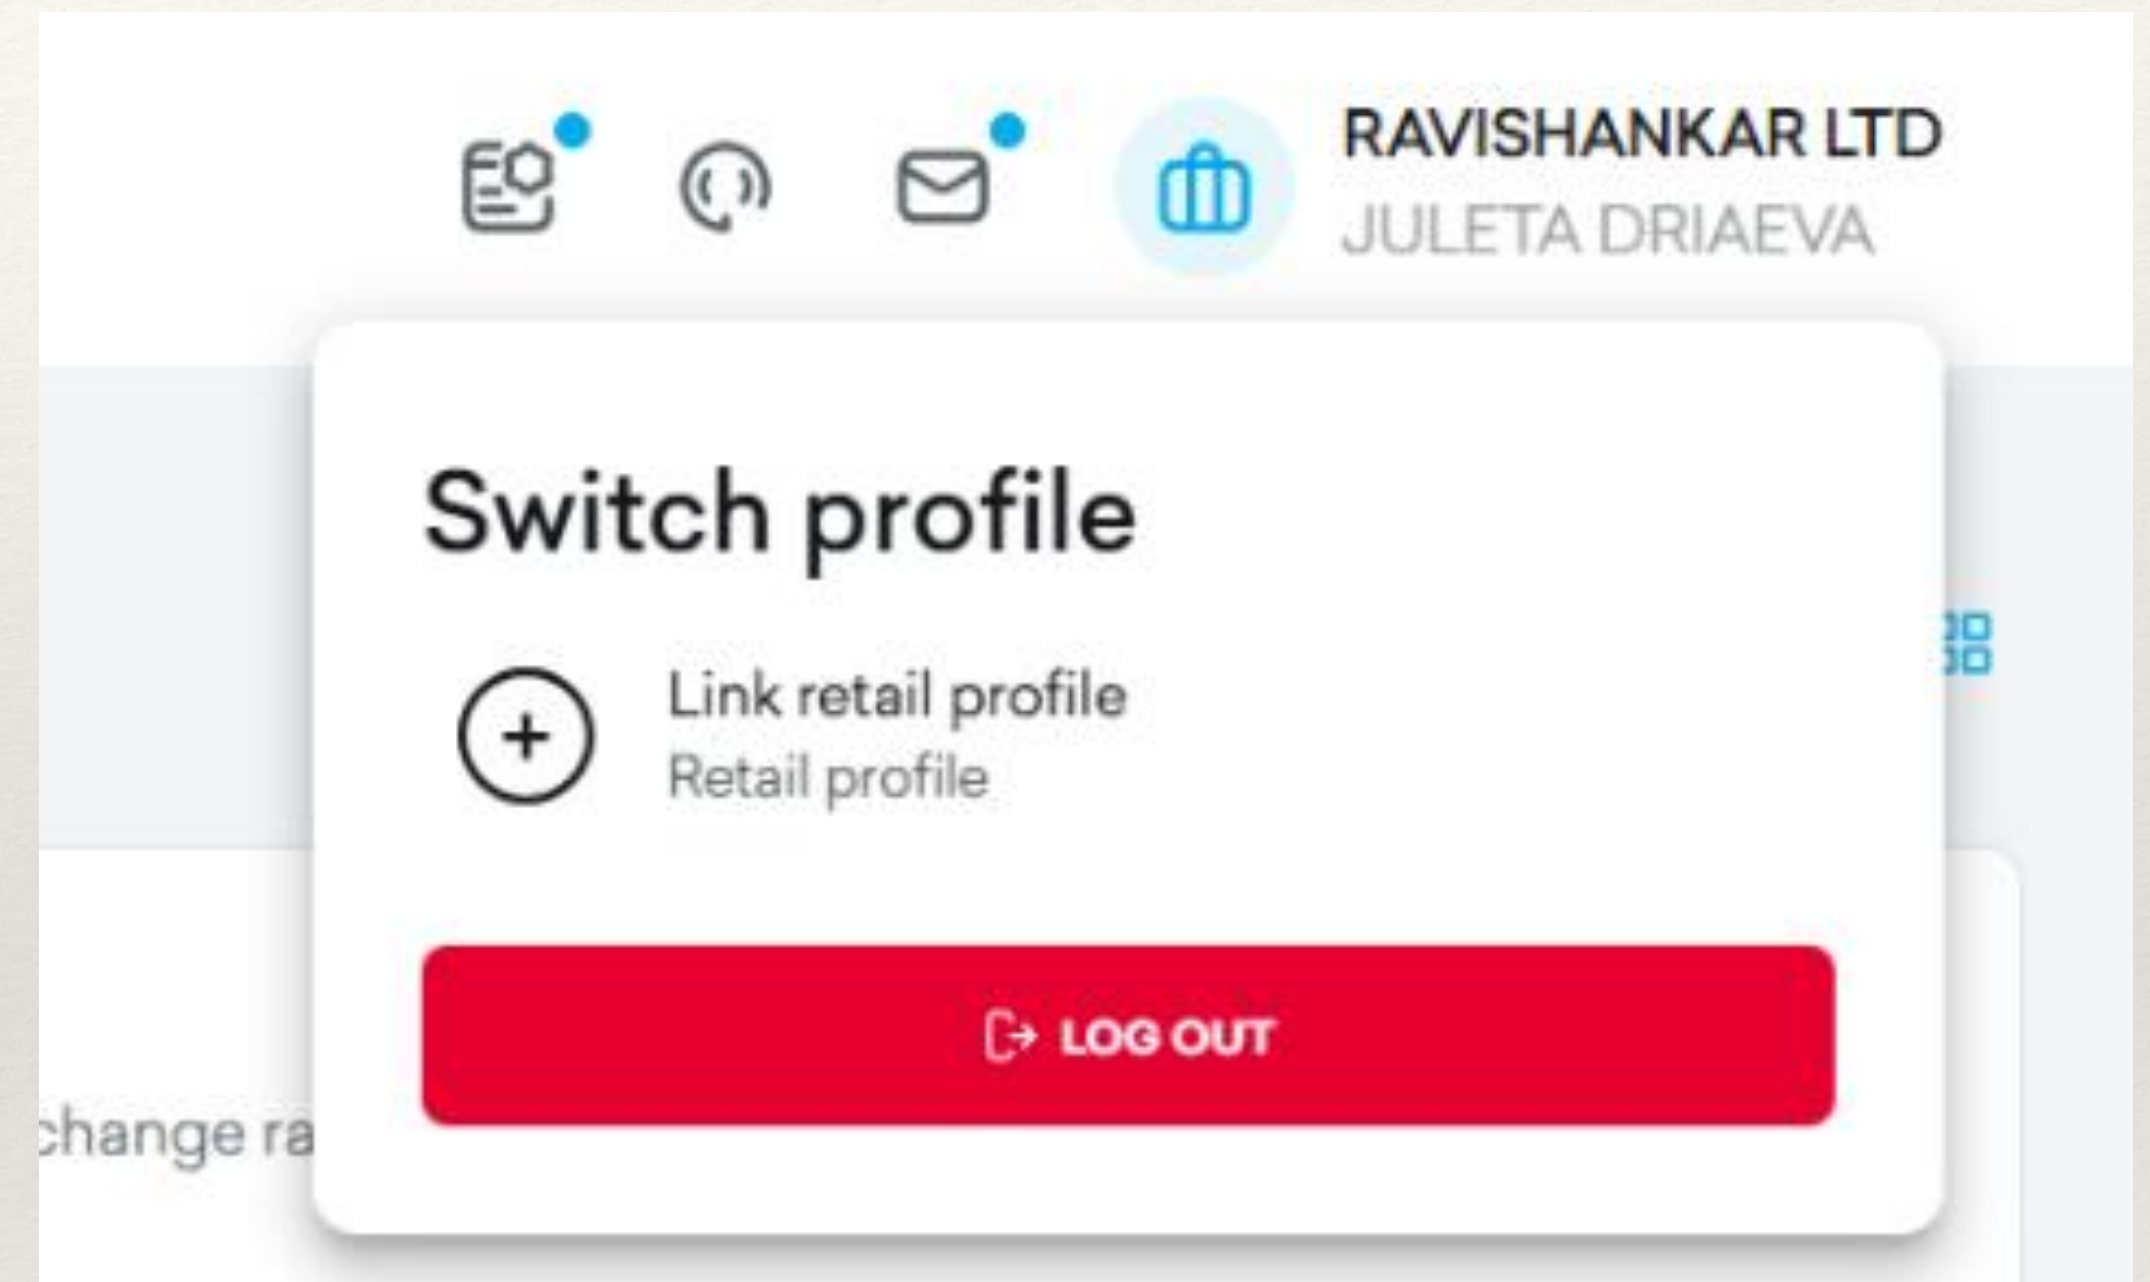 RAVISHANKAR LTD
JULETA DRIAEVA
Switch profile
Link retail profile
Retail profile
LOG OUT
change ra